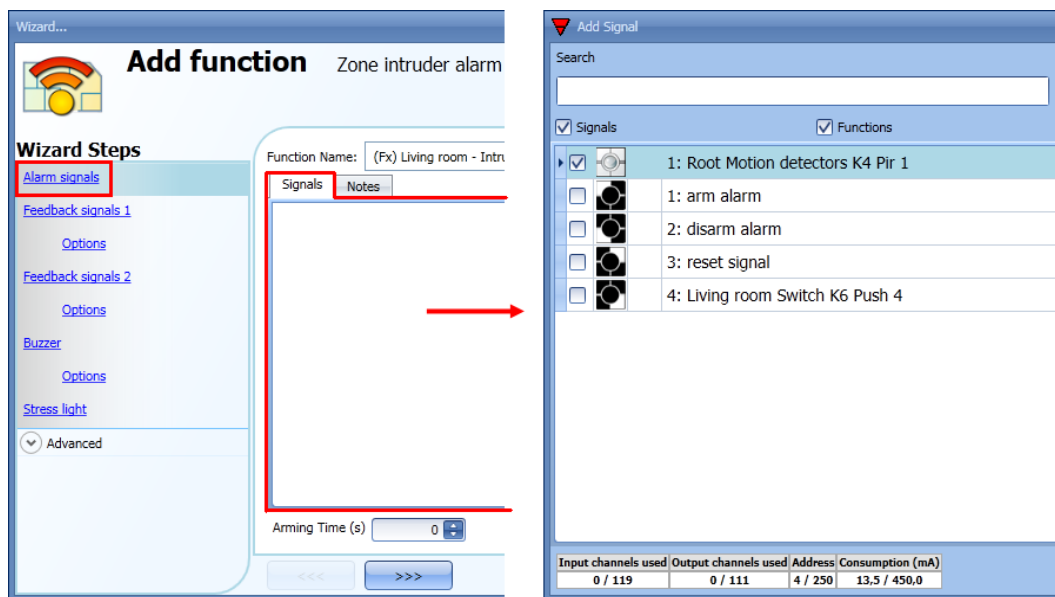 Wizard...
Add function Zone intruder alarm
Wizard Steps
Alarm signals
Feedback signals 1
Options
Feedback signals 2
Options
Buzzer
Options
Stress light
Advanced
Function Name: (Fx) Living room - Intru
Signals Notes
Arming Time (s) 0
<<< >>>
Add Signal
Search
Signals Functions
1: Root Motion detectors K4 Pir 1
1: arm alarm
2: disarm alarm
3: reset signal
4: Living room Switch K6 Push 4
Input channels used Output channels used Address Consumption (mA)
0 / 119 0 / 111 4 / 250 13,5 / 450,0